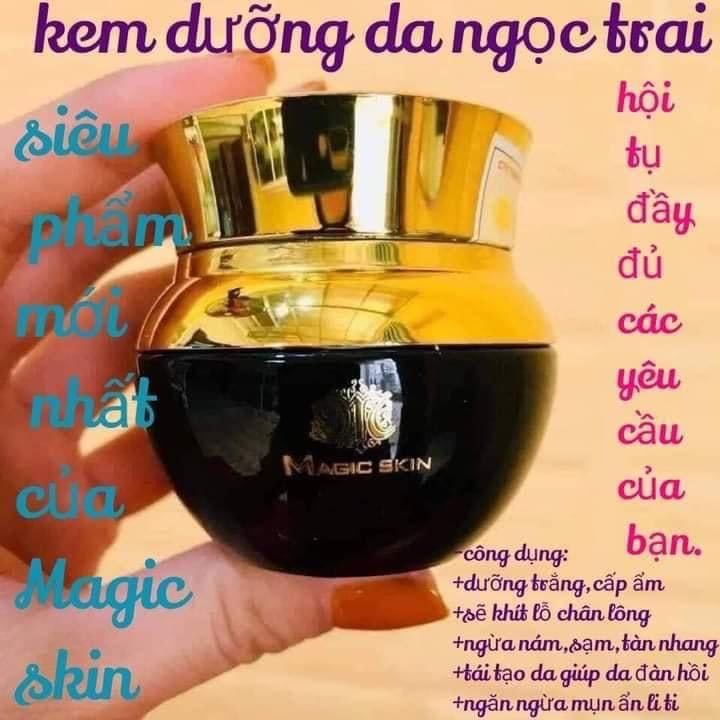 kem dưỡng da ngọc trai
siêu
phẩm
mới
nhất
của
Magic
skin
hội
tụ
đầy
đủ
các
yêu
cầu
của
bạn.
MAGIC SKIN
-công dụng:
+dưỡng trắng,cấp ẩm
+sẽ khít lỗ chân lông
+ngừa nám,sạm,tàn nhang
+tái tạo da giúp da đàn hồi
+ngăn ngừa mụn ẩn li ti